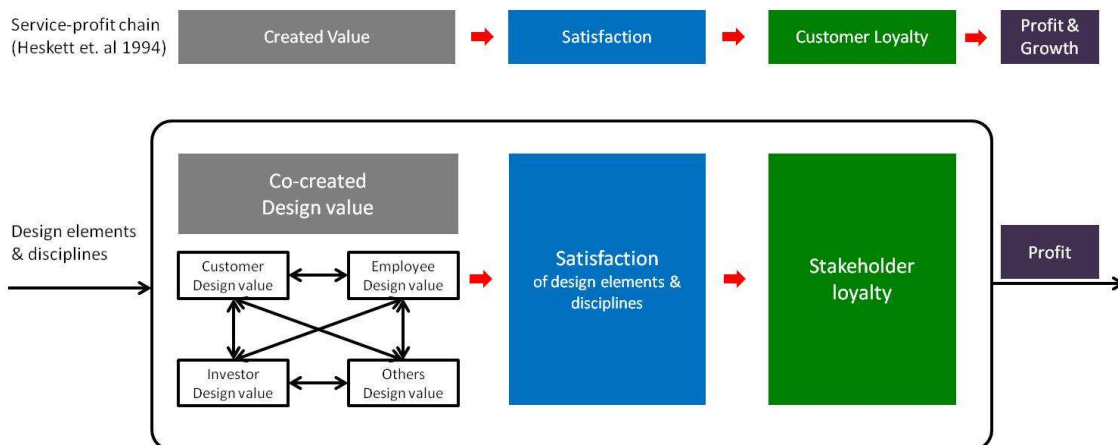 Service-profit chain
(Heskett et. al 1994)
Created Value
Satisfaction
Customer Loyalty
Profit &
Growth
Design elements
& disciplines
Co-created
Design value
Customer
Design value
Employee
Design value
Investor
Design value
Others
Design value
Satisfaction
of design elements &
disciplines
Stakeholder
loyalty
Profit